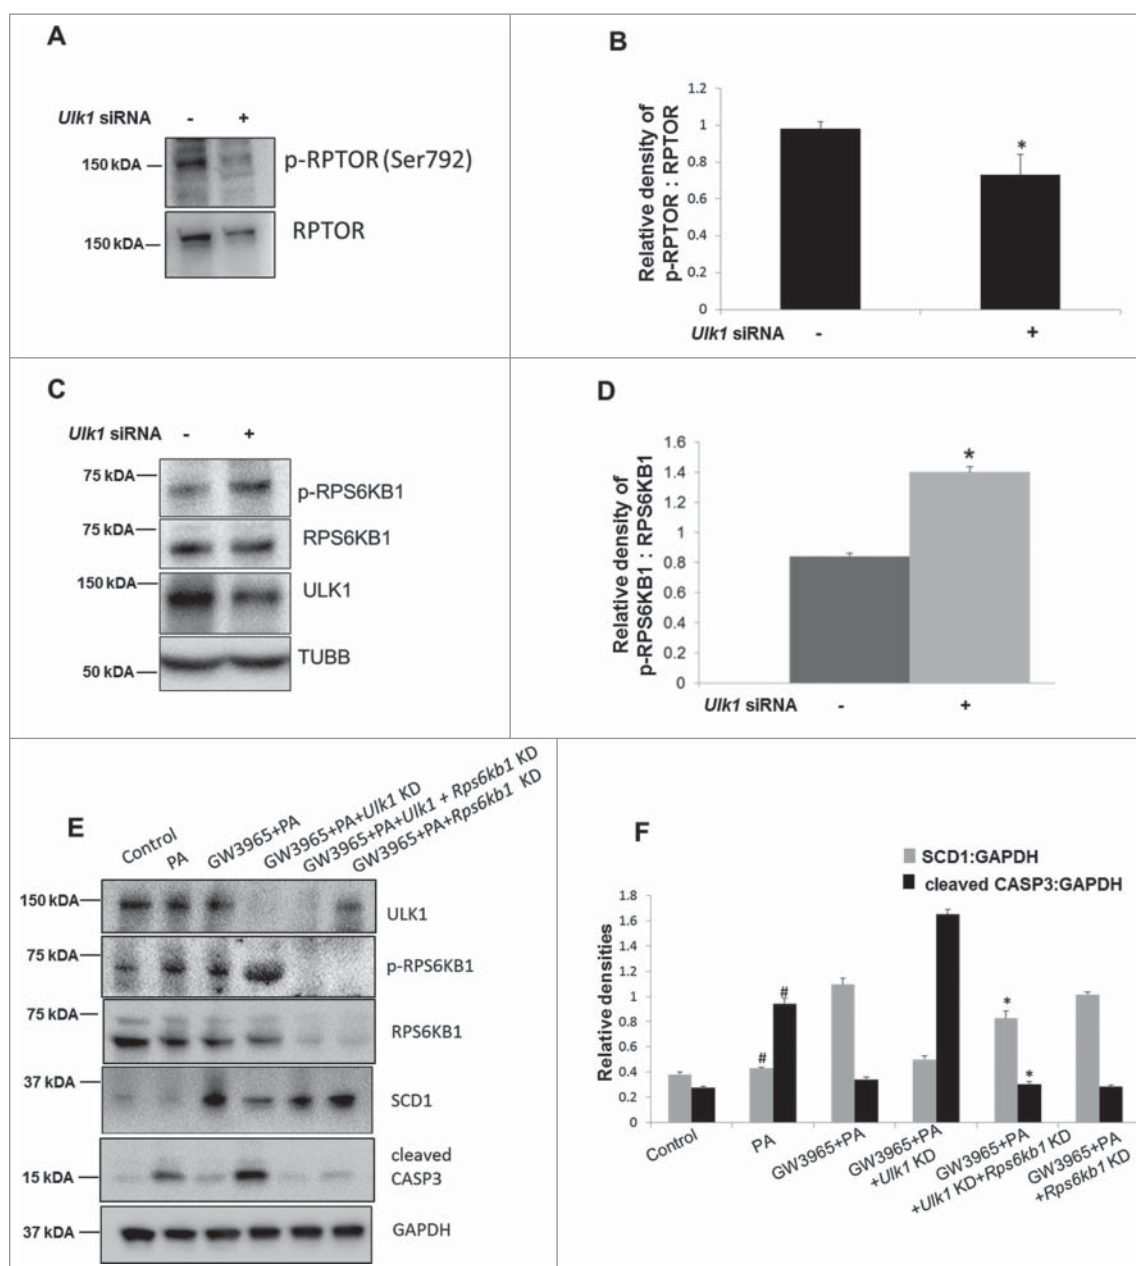 A
Ulk1 siRNA - +
150 kDA
p-RPTOR (Ser792)
150 kDA
RPTOR
B
Relative density of
p-RPTOR : RPTOR
1.2
1
0.8
0.6
0.4
0.2
0
*
Ulk1 siRNA - +
C
Ulk1 siRNA - +
75 kDA
p-RPS6KB1
75 kDA
RPS6KB1
150 kDA
ULK1
50 kDA
TUBB
D
Relative density of
p-RPS6KB1 : RPS6KB1
1.6
1.4
1.2
1
0.8
0.6
0.4
0.2
0
*
Ulk1 siRNA - +
E
Control
PA
GW3965+PA
GW3965+PA+Ulk1 KD
GW3965+PA+Ulk1 + Rps6kb1 KD
GW3965+PA+Rps6kb1 KD
150 kDA
ULK1
75 kDA
p-RPS6KB1
75 kDA
RPS6KB1
37 kDA
SCD1
cleaved
CASP3
15 kDA
37 kDA
GAPDH
F
SCD1:GAPDH
cleaved CASP3:GAPDH
Relative densities
1.8
1.6
1.4
1.2
1
0.8
0.6
0.4
0.2
0
#
#
*
*
Control
PA
GW3965+PA
GW3965+PA
+Ulk1 KD
GW3965+PA
+Ulk1 KD+Rps6kb1 KD
GW3965+PA
+Rps6kb1 KD